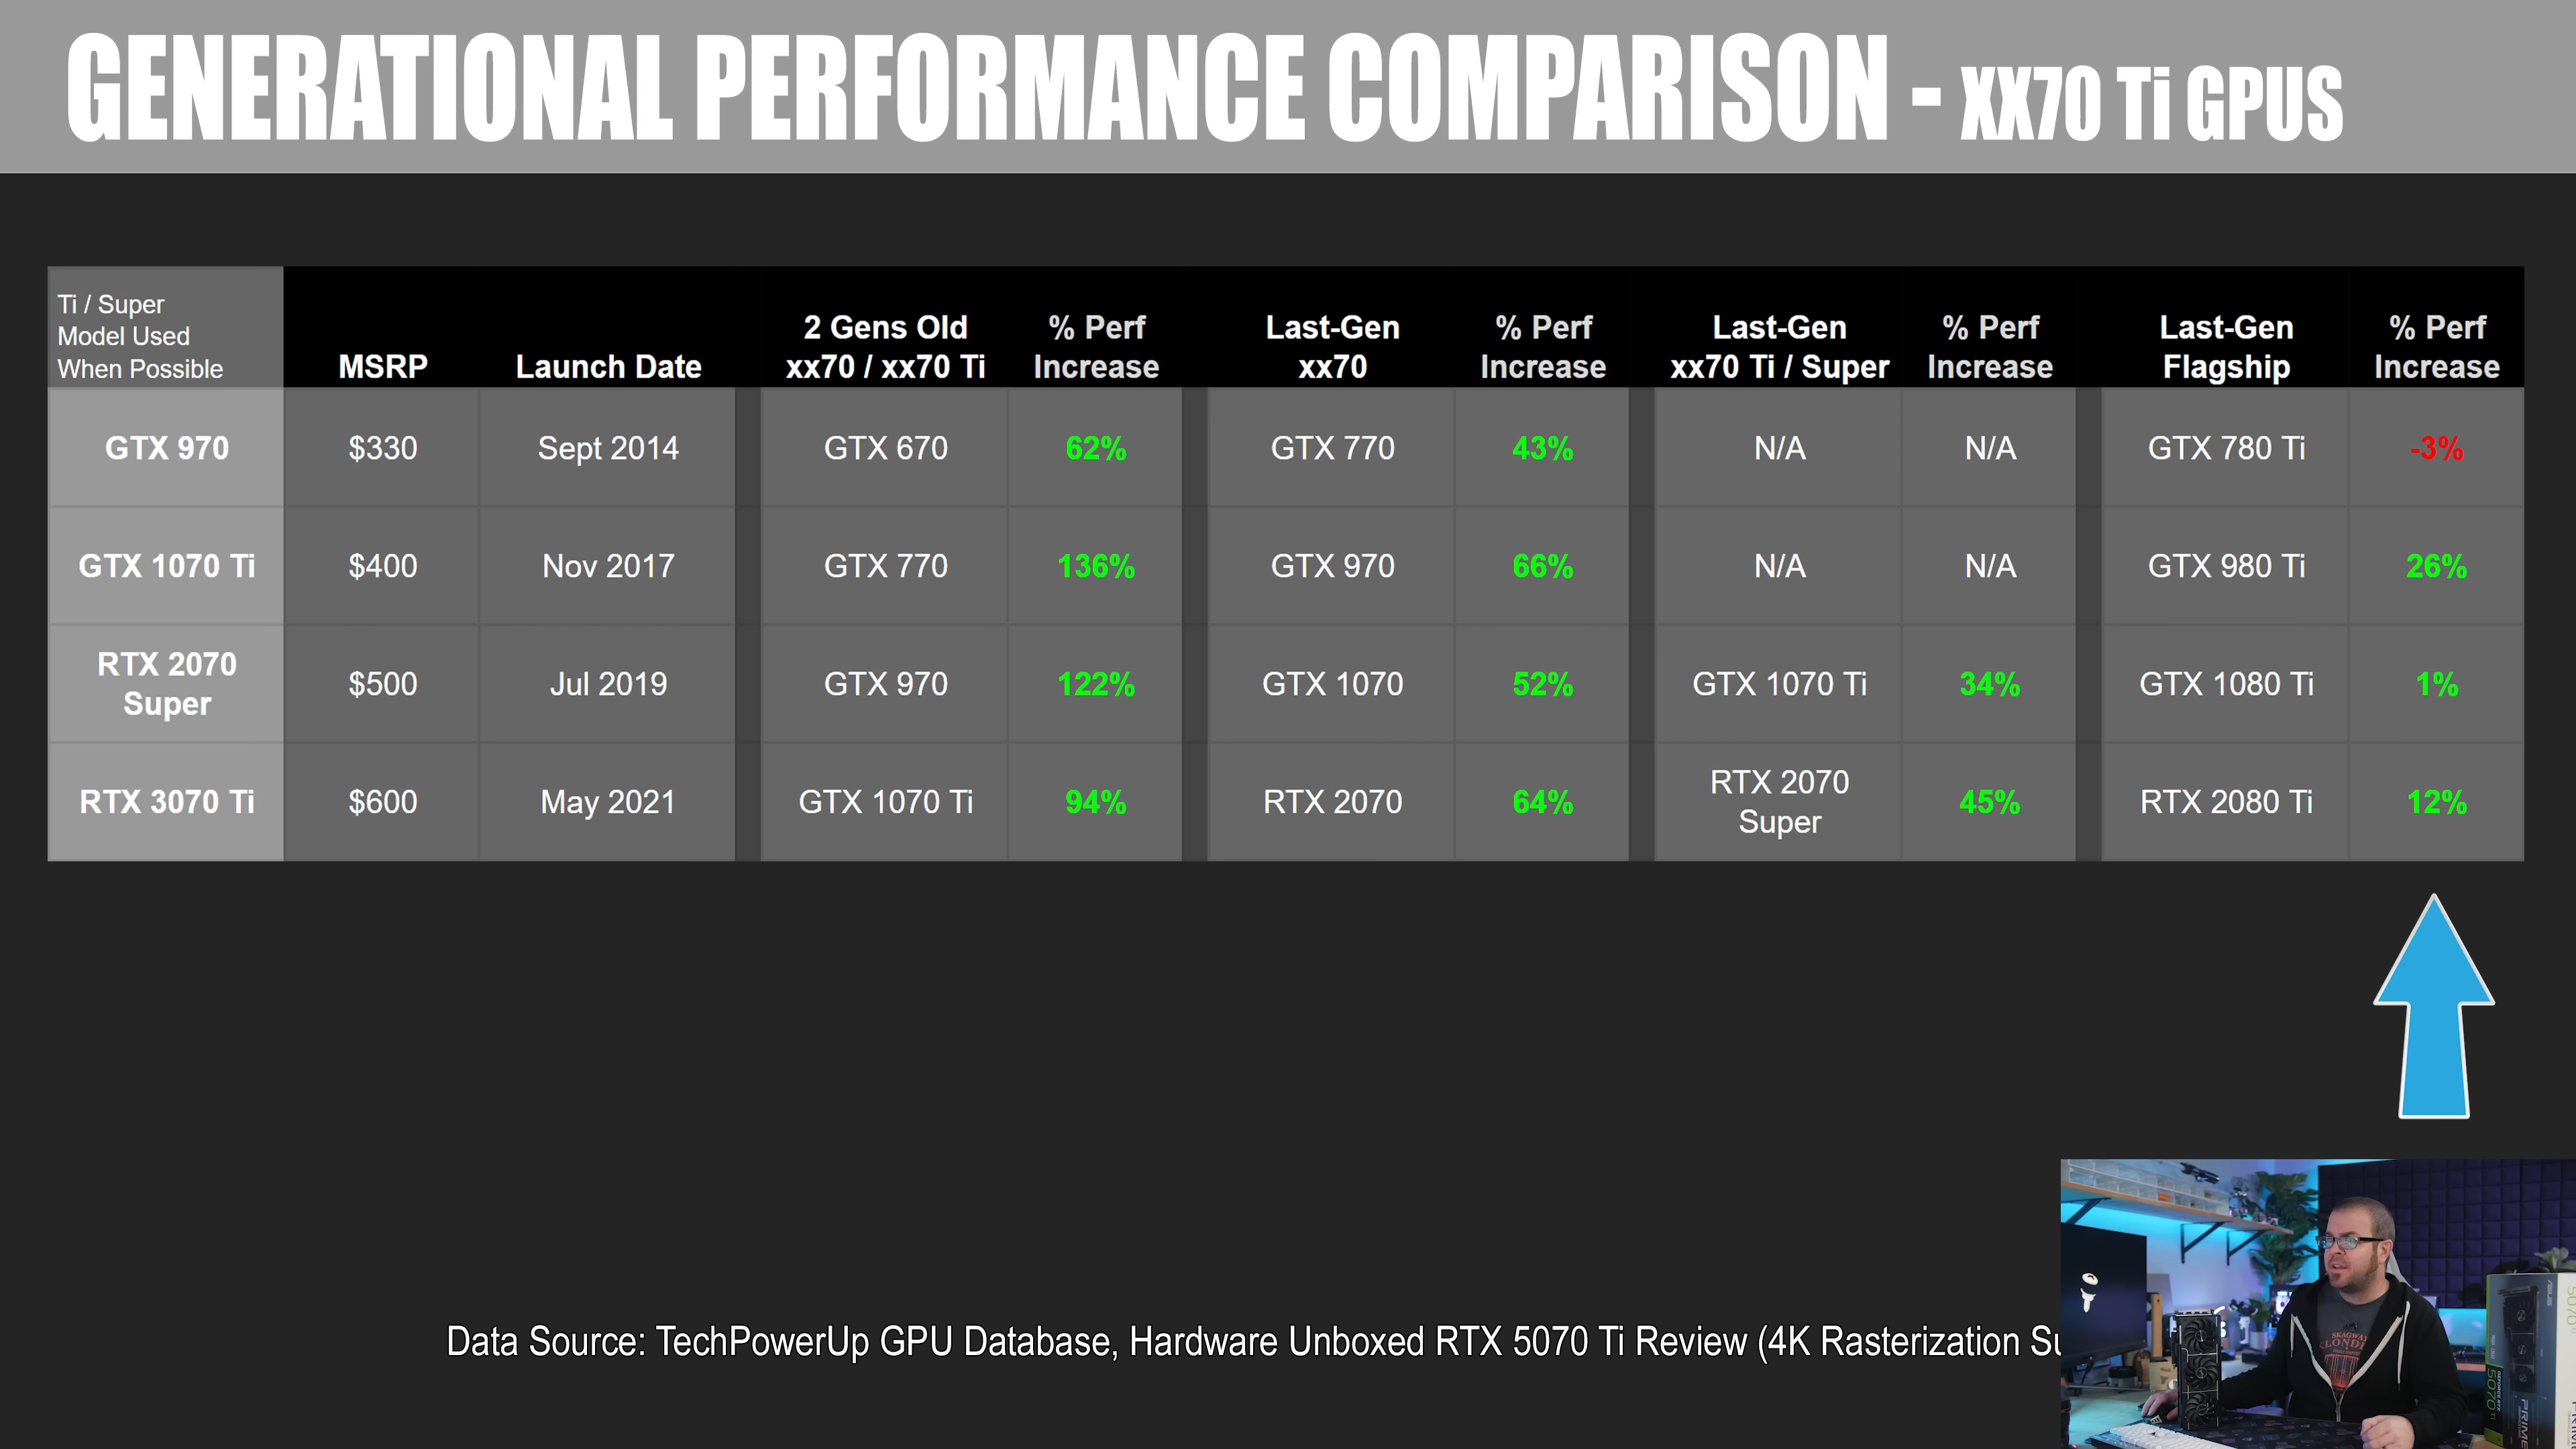 GENERATIONAL PERFORMANCE COMPARISON - XX70 Ti GPUS
Ti / Super
Model Used
When Possible
MSRP
Launch Date
2 Gens Old
xx70 / xx70 Ti
% Perf
Increase
Last-Gen
xx70
% Perf
Increase
Last-Gen
xx70 Ti / Super
% Perf
Increase
Last-Gen
Flagship
% Perf
Increase
GTX 970 $330 Sept 2014 GTX 670 62% GTX 770 43% N/A N/A GTX 780 Ti -3%
GTX 1070 Ti $400 Nov 2017 GTX 770 136% GTX 970 66% N/A N/A GTX 980 Ti 26%
RTX 2070
Super
$500 Jul 2019 GTX 970 122% GTX 1070 52% GTX 1070 Ti 34% GTX 1080 Ti 1%
RTX 3070 Ti $600 May 2021 GTX 1070 Ti 94% RTX 2070 64%
RTX 2070
Super
45% RTX 2080 Ti 12%
Data Source: TechPowerUp GPU Database, Hardware Unboxed RTX 5070 Ti Review (4K Rasterization Su
SKAGWAY
5070
PRIME